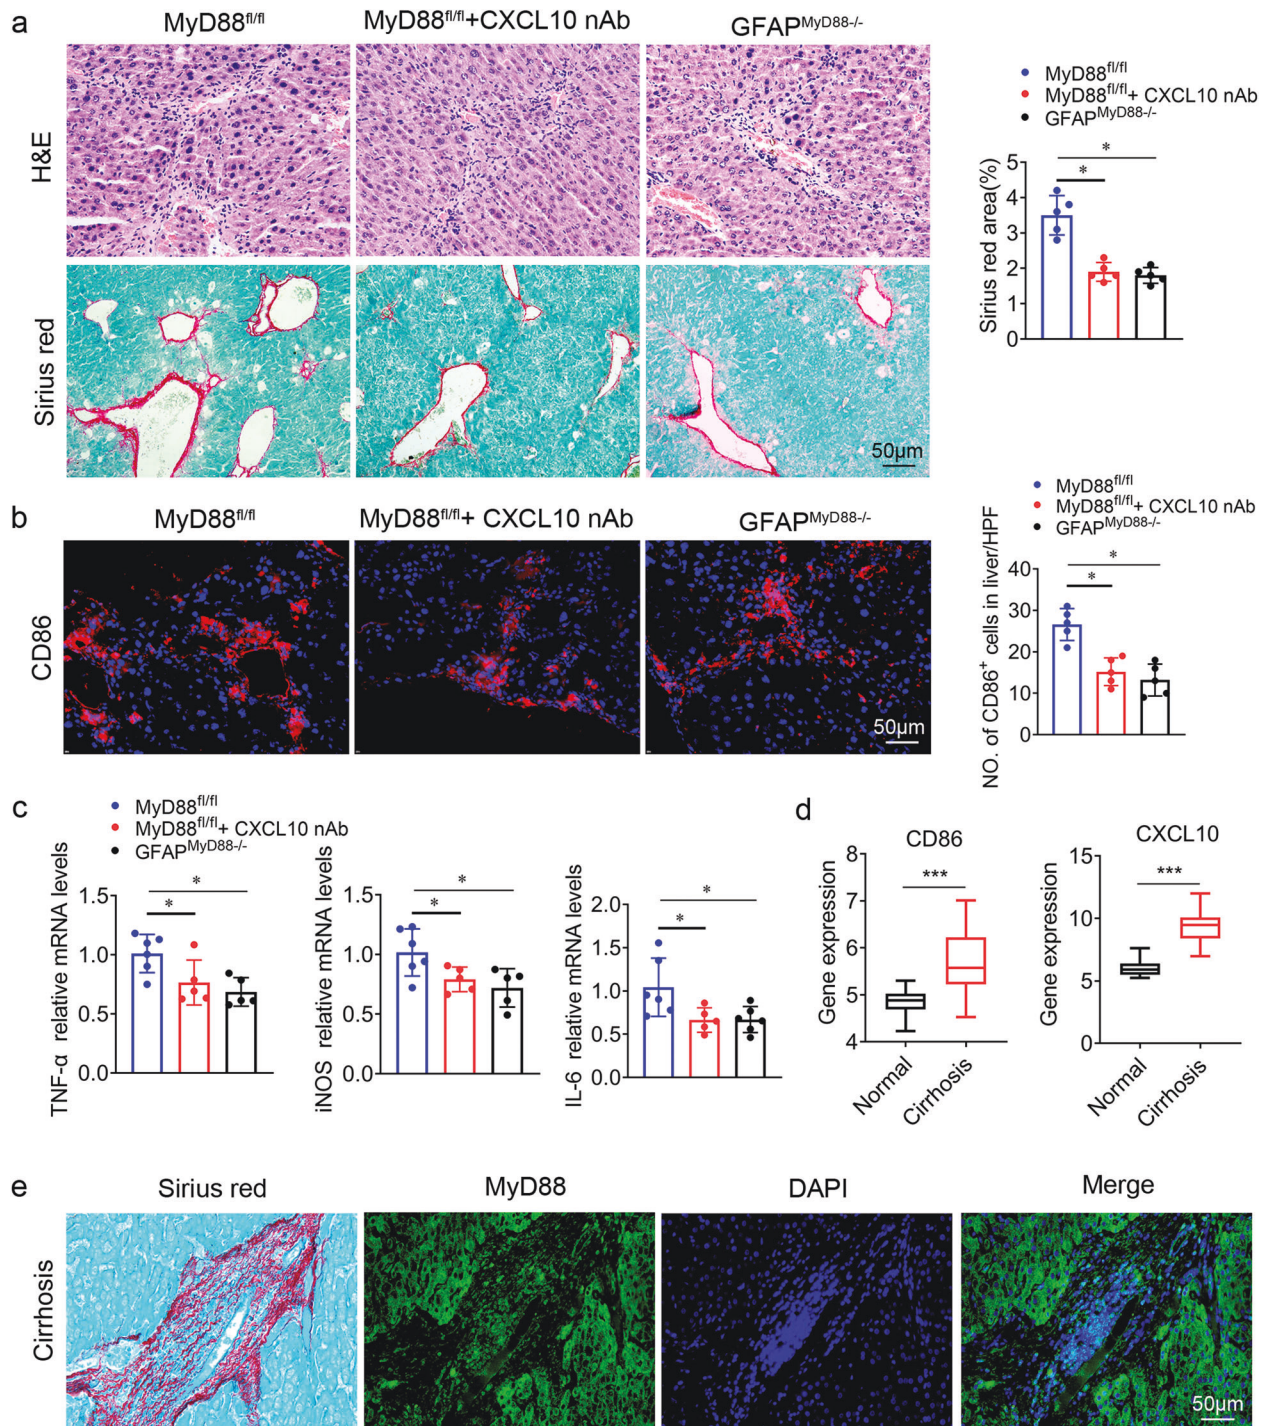 a
MyD88fl/fl
MyD88fl/fl+CXCL10 nAb
GFAPMyD88-/-
H&E
Sirius red
50μm
MyD88fl/fl
MyD88fl/fl+ CXCL10 nAb
GFAPMyD88-/-
Sirius red area(%)
5
4
3
2
1
0
*
*
b
MyD88fl/fl
MyD88fl/fl+ CXCL10 nAb
GFAPMyD88-/-
CD86
50μm
MyD88fl/fl
MyD88fl/fl+ CXCL10 nAb
GFAPMyD88-/-
NO. of CD86+ cells in liver/HPF
40
30
20
10
0
*
*
c
MyD88fl/fl
MyD88fl/fl+ CXCL10 nAb
GFAPMyD88-/-
TNF-α relative mRNA levels
1.5
1.0
0.5
0.0
*
*
iNOS relative mRNA levels
1.5
1.0
0.5
0.0
*
*
IL-6 relative mRNA levels
2.0
1.5
1.0
0.5
0.0
*
*
d
CD86
Gene expression
8
7
6
5
4
***
Normal
Cirrhosis
CXCL10
Gene expression
15
10
5
0
***
Normal
Cirrhosis
e
Sirius red
MyD88
DAPI
Merge
Cirrhosis
50μm